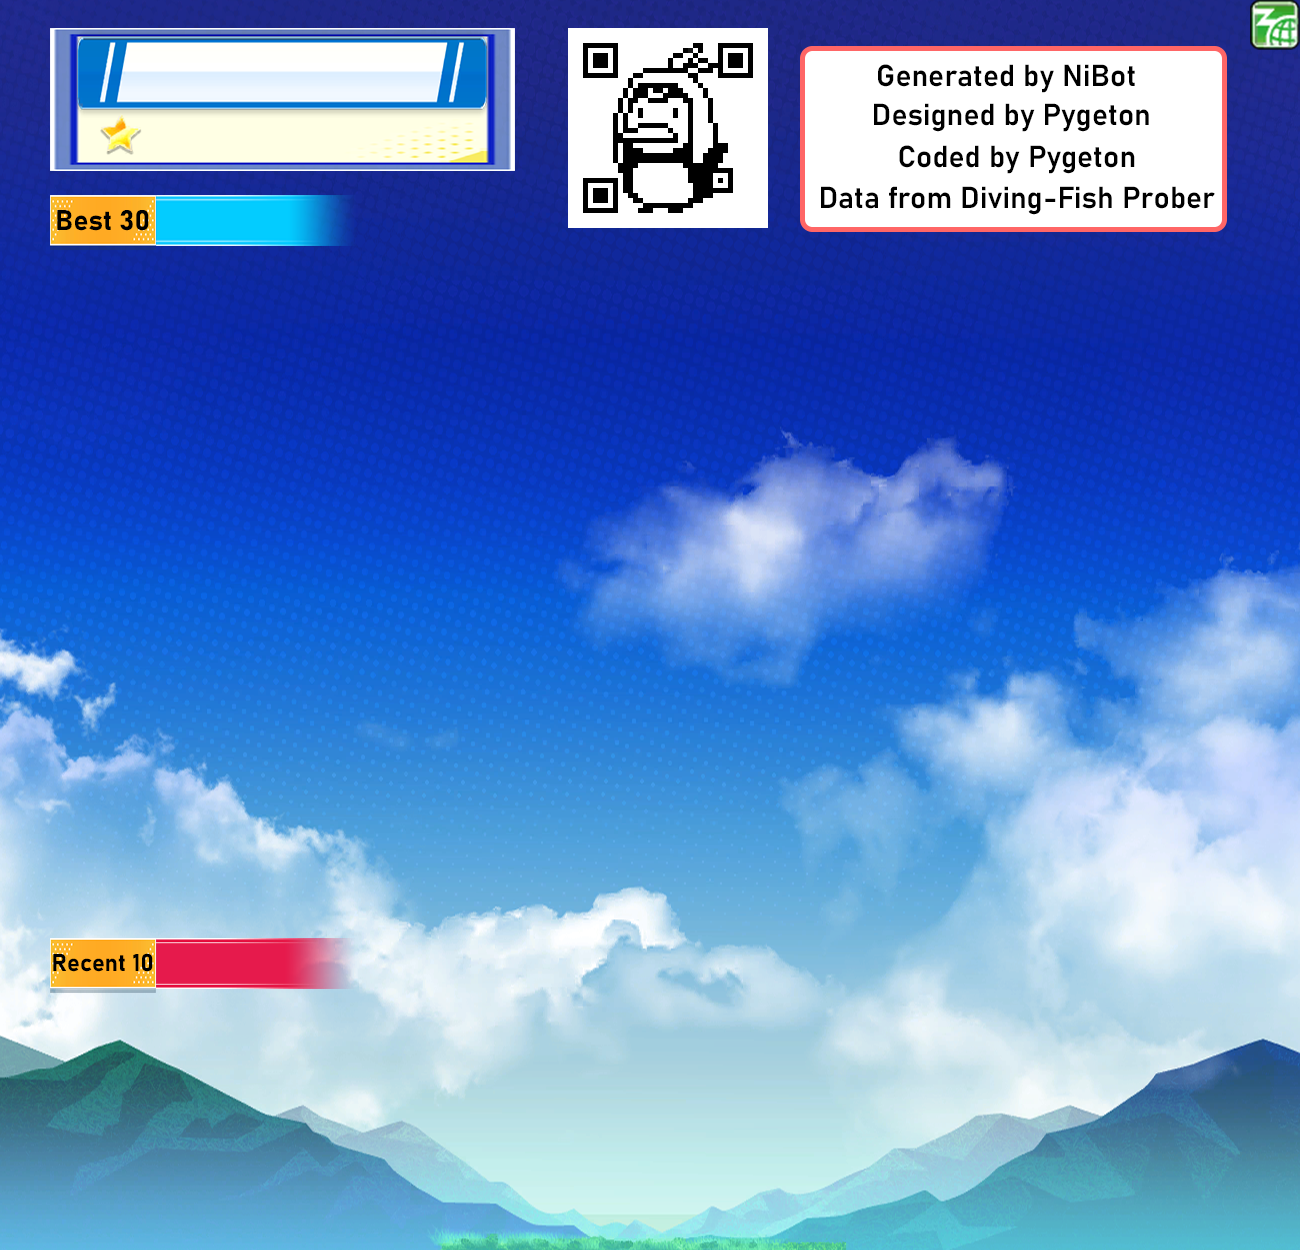 Generated by NiBot
Designed by Pygeton
Coded by Pygeton
Data from Diving-Fish Prober
Best 30
Recent 10